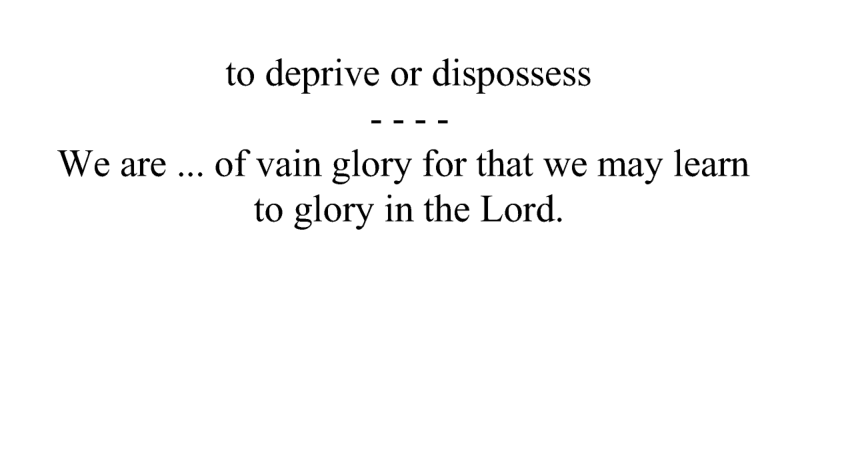 to deprive or dispossess
- - - -
We are ... of vain glory for that we may learn
to glory in the Lord.